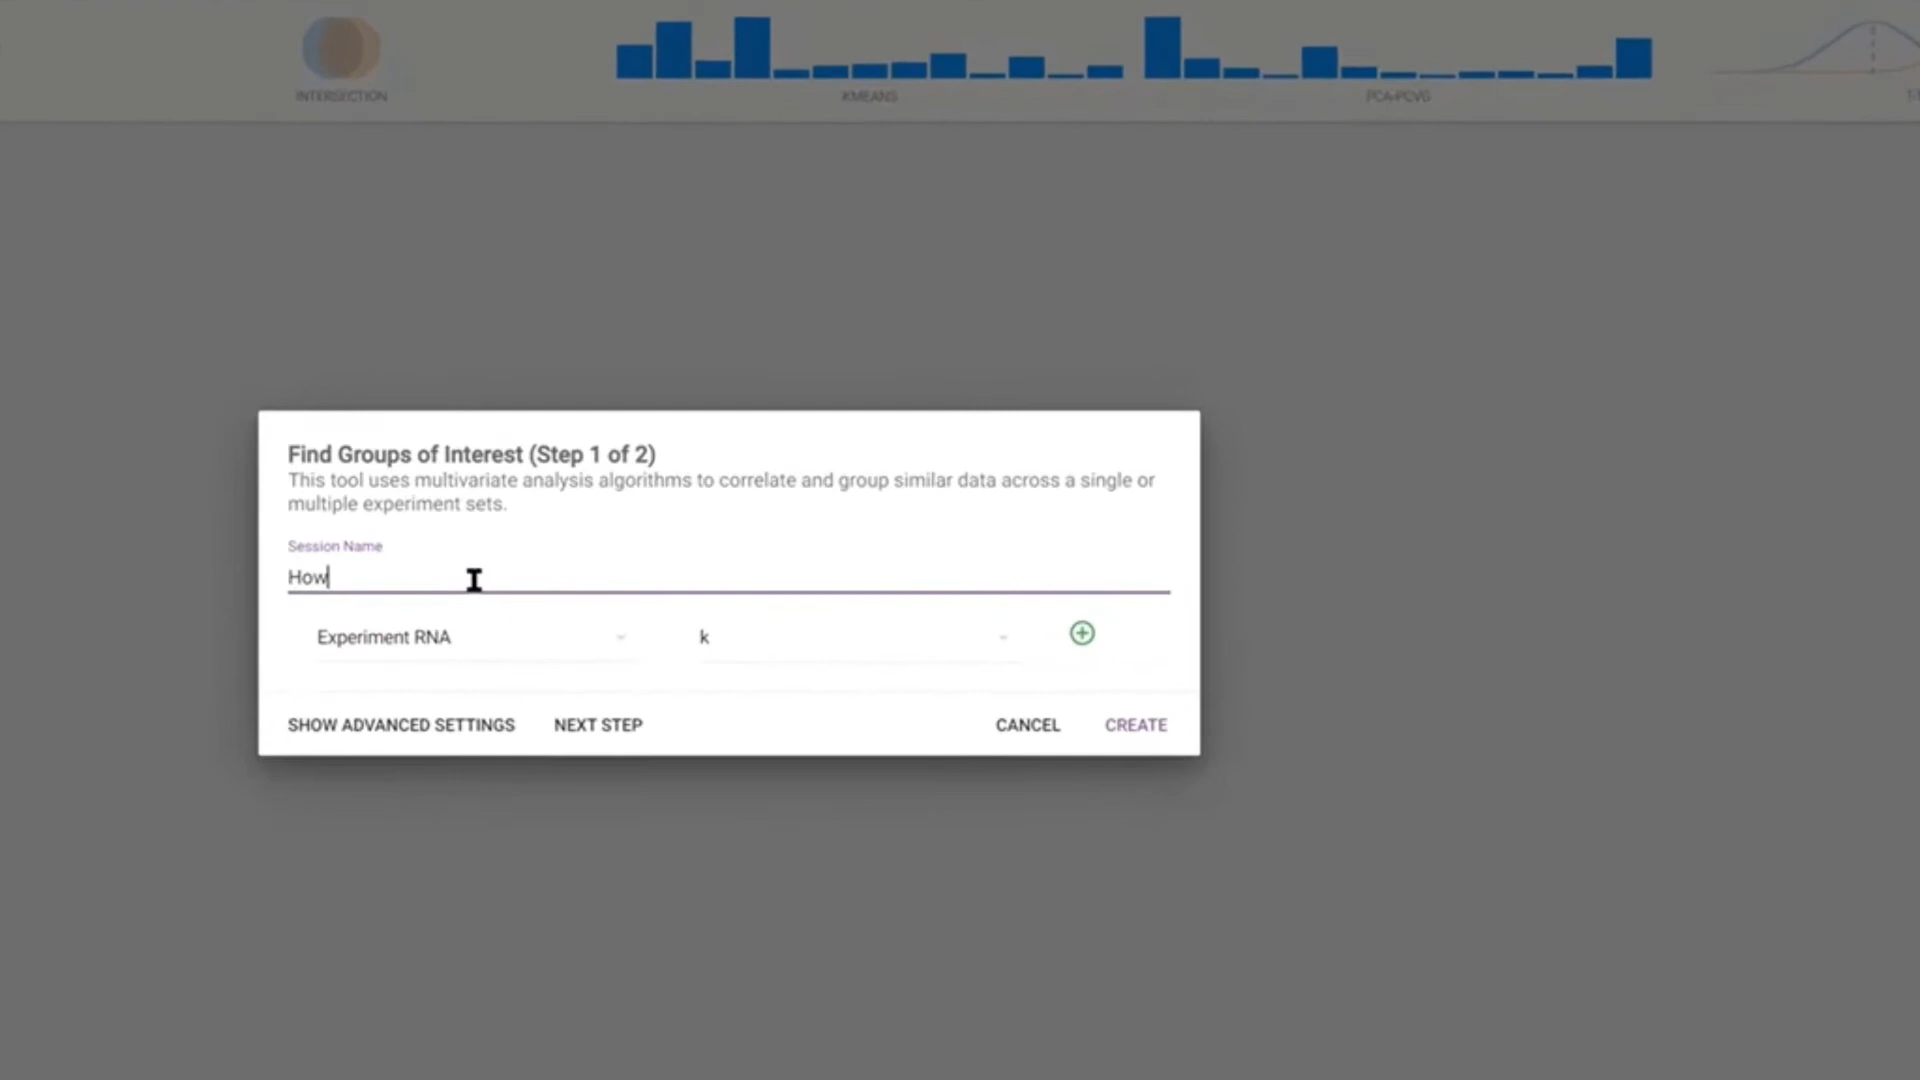 INTERSECTION
KMEANS
PCA-PCVG
Find Groups of Interest (Step 1 of 2)
This tool uses multivariate analysis algorithms to correlate and group similar data across a single or
multiple experiment sets.
Session Name
How
Experiment RNA
k
SHOW ADVANCED SETTINGS
NEXT STEP
CANCEL
CREATE